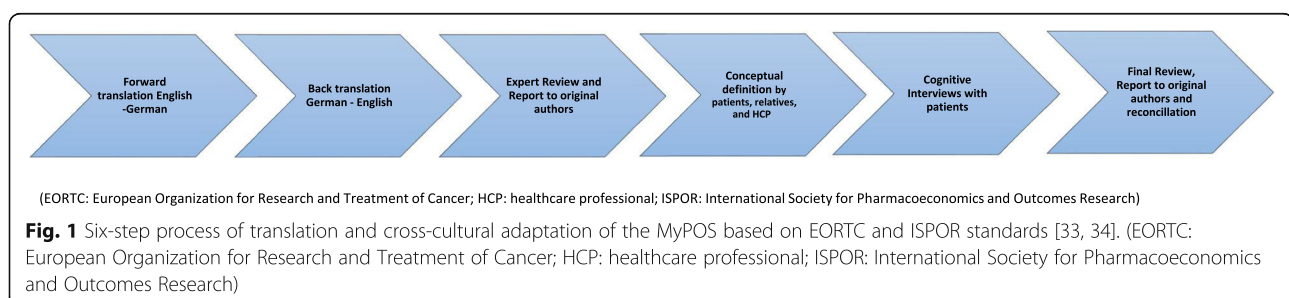 Forward
translation English
-German
Back translation
German - English
Expert Review and
Report to original
authors
Conceptual
definition by
patients, relatives,
and HCP
Cognitive
Interviews with
patients
Final Review,
Report to original
authors and
reconcillation
(EORTC: European Organization for Research and Treatment of Cancer; HCP: healthcare professional; ISPOR: International Society for Pharmacoeconomics and Outcomes Research)
Fig. 1 Six-step process of translation and cross-cultural adaptation of the MyPOS based on EORTC and ISPOR standards [33, 34]. (EORTC:
European Organization for Research and Treatment of Cancer; HCP: healthcare professional; ISPOR: International Society for Pharmacoeconomics
and Outcomes Research)